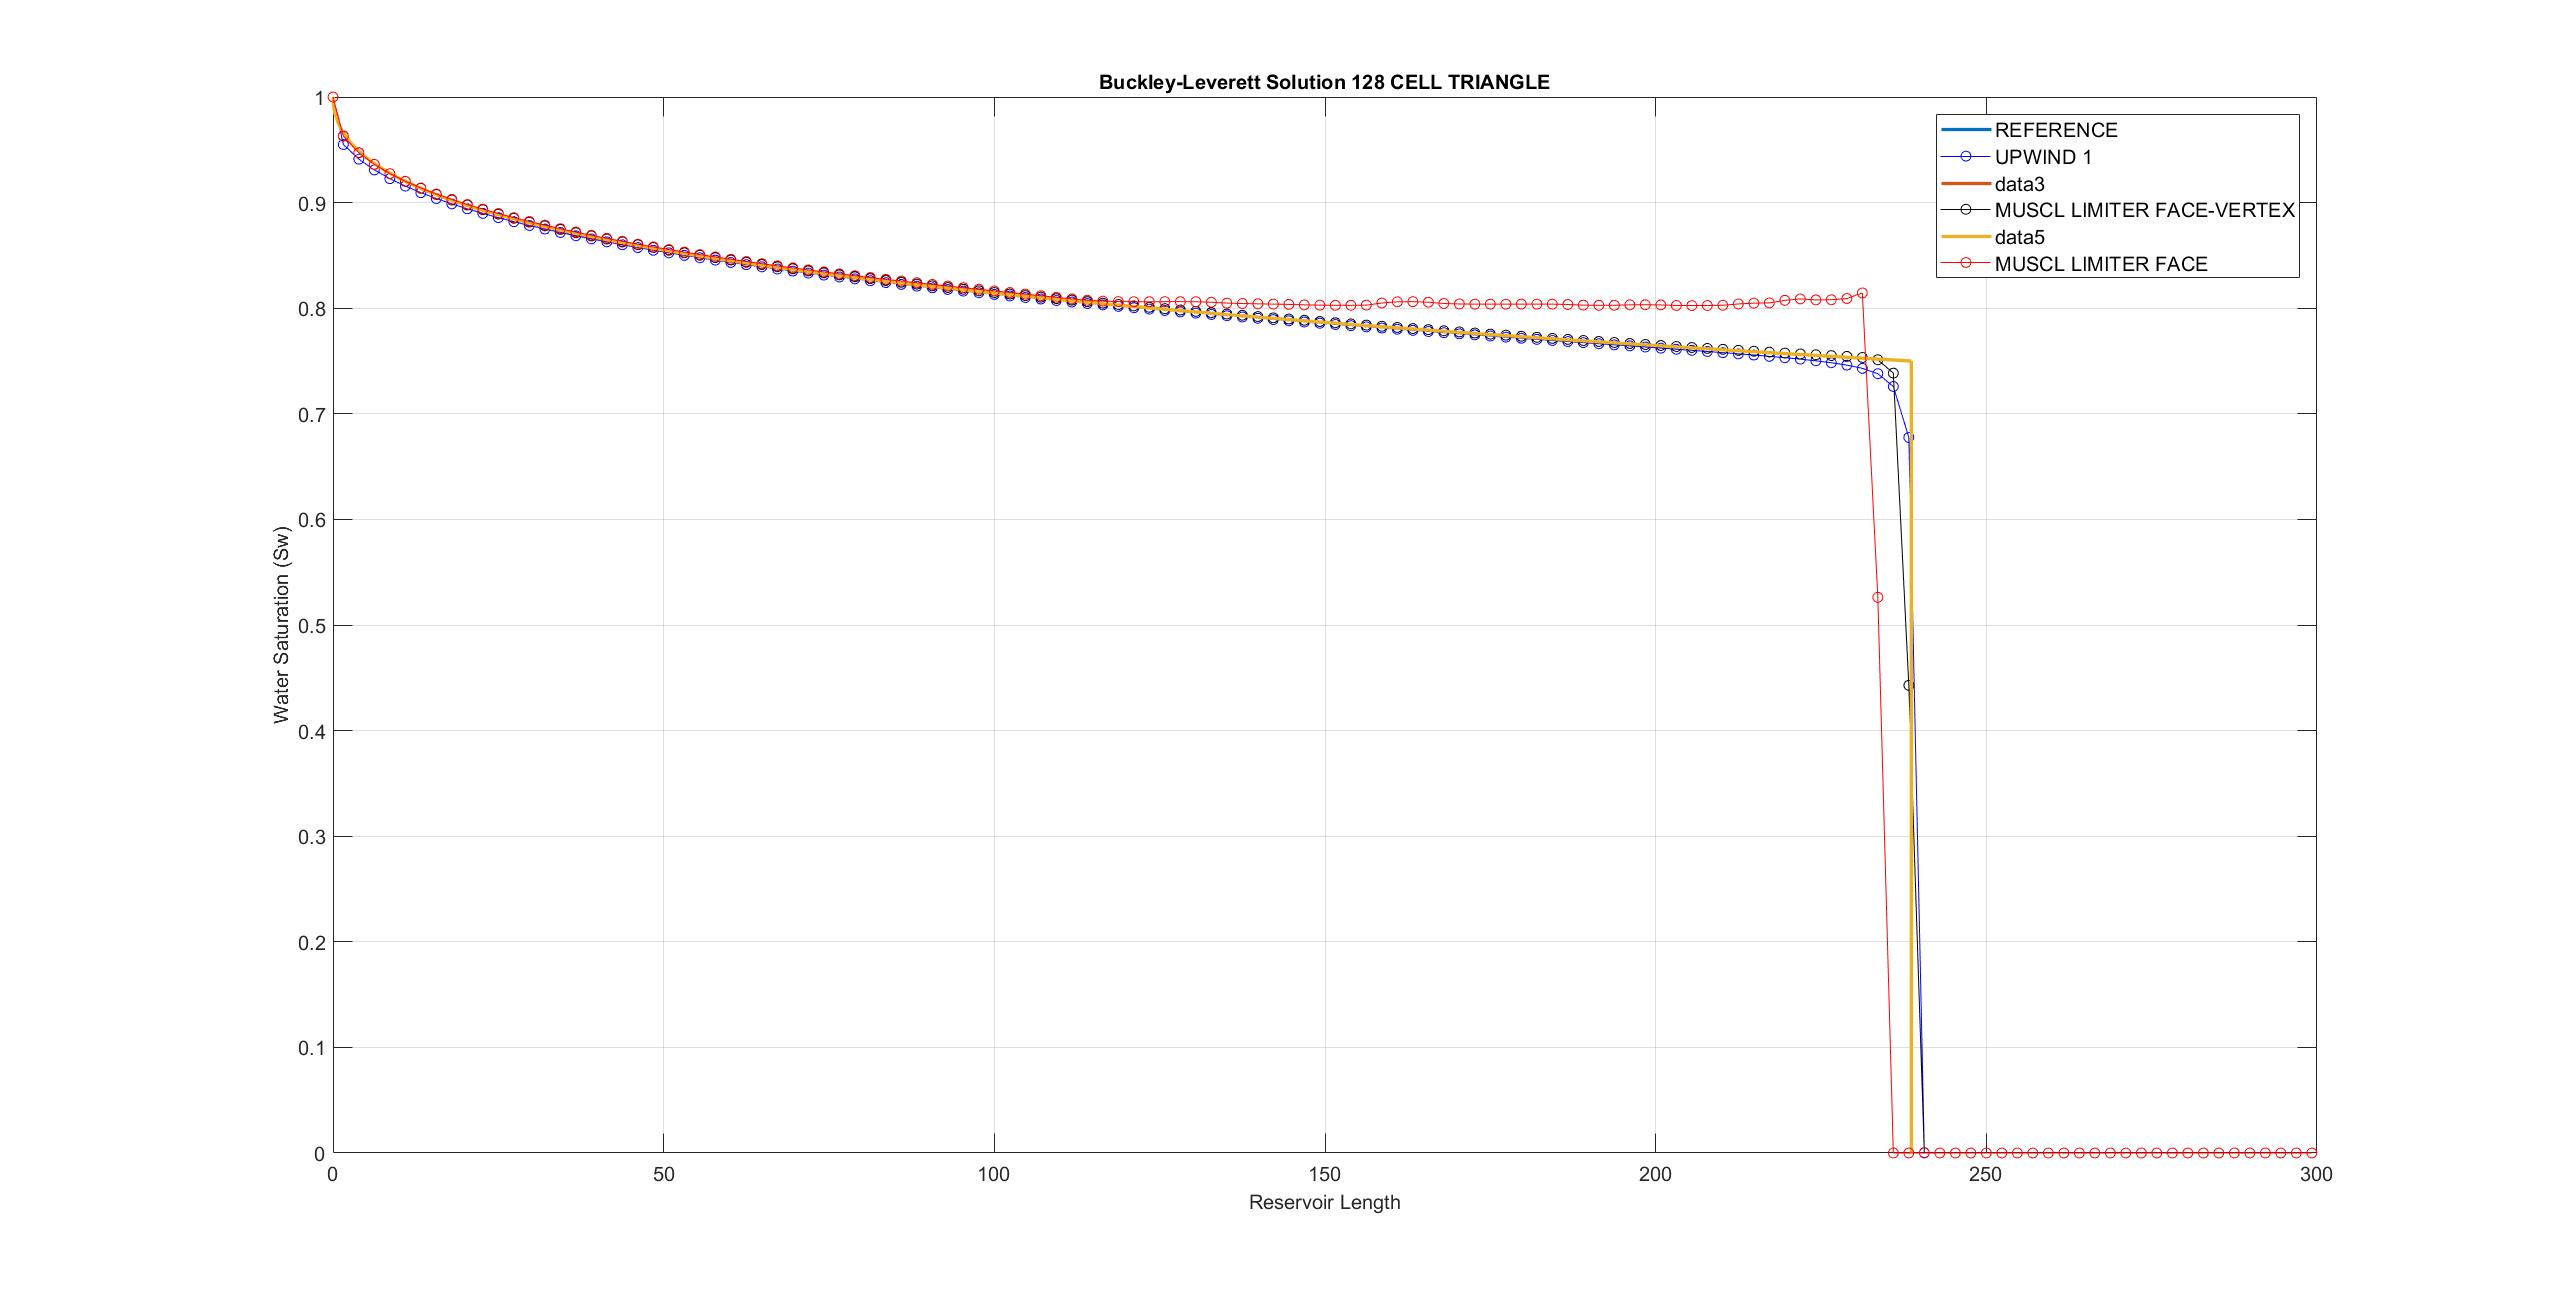 Buckley-Leverett Solution 128 CELL TRIANGLE
REFERENCE
UPWIND 1
data3
MUSCL LIMITER FACE-VERTEX
data5
MUSCL LIMITER FACE
Water Saturation (Sw)
1
0.9
0.8
0.7
0.6
0.5
0.4
0.3
0.2
0.1
0
0 50 100 150 200 250 300
Reservoir Length